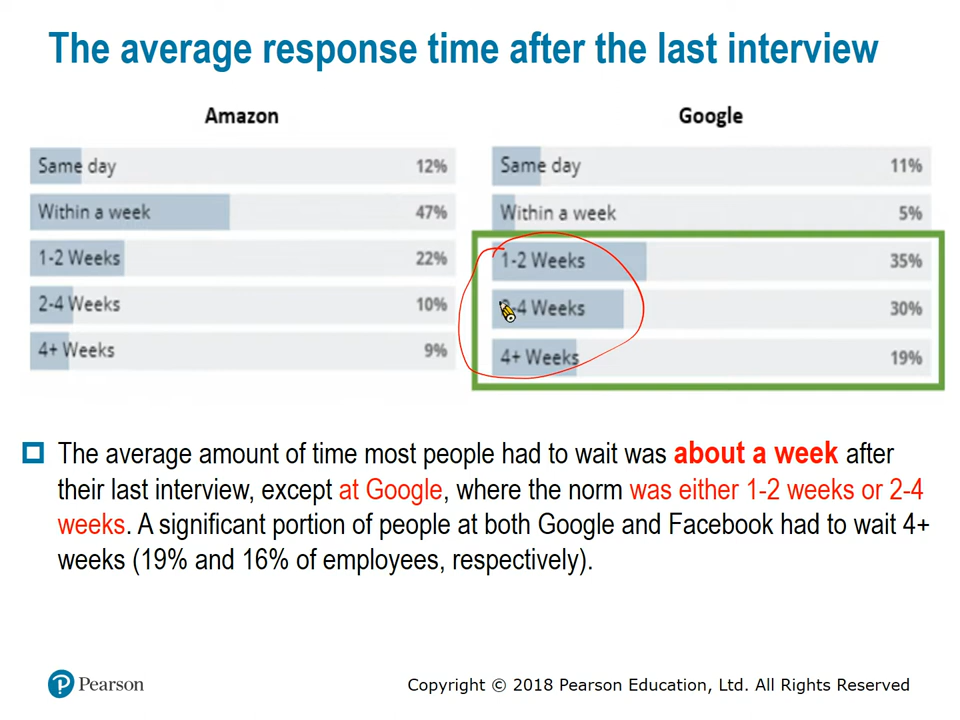 The average response time after the last interview
Amazon
Same day 12%
Within a week 47%
1-2 Weeks 22%
2-4 Weeks 10%
4+ Weeks 9%
Google
Same day 11%
Within a week 5%
1-2 Weeks 35%
2-4 Weeks 30%
4+ Weeks 19%
The average amount of time most people had to wait was about a week after
their last interview, except at Google, where the norm was either 1-2 weeks or 2-4
weeks. A significant portion of people at both Google and Facebook had to wait 4+
weeks (19% and 16% of employees, respectively).
Pearson
Copyright © 2018 Pearson Education, Ltd. All Rights Reserved